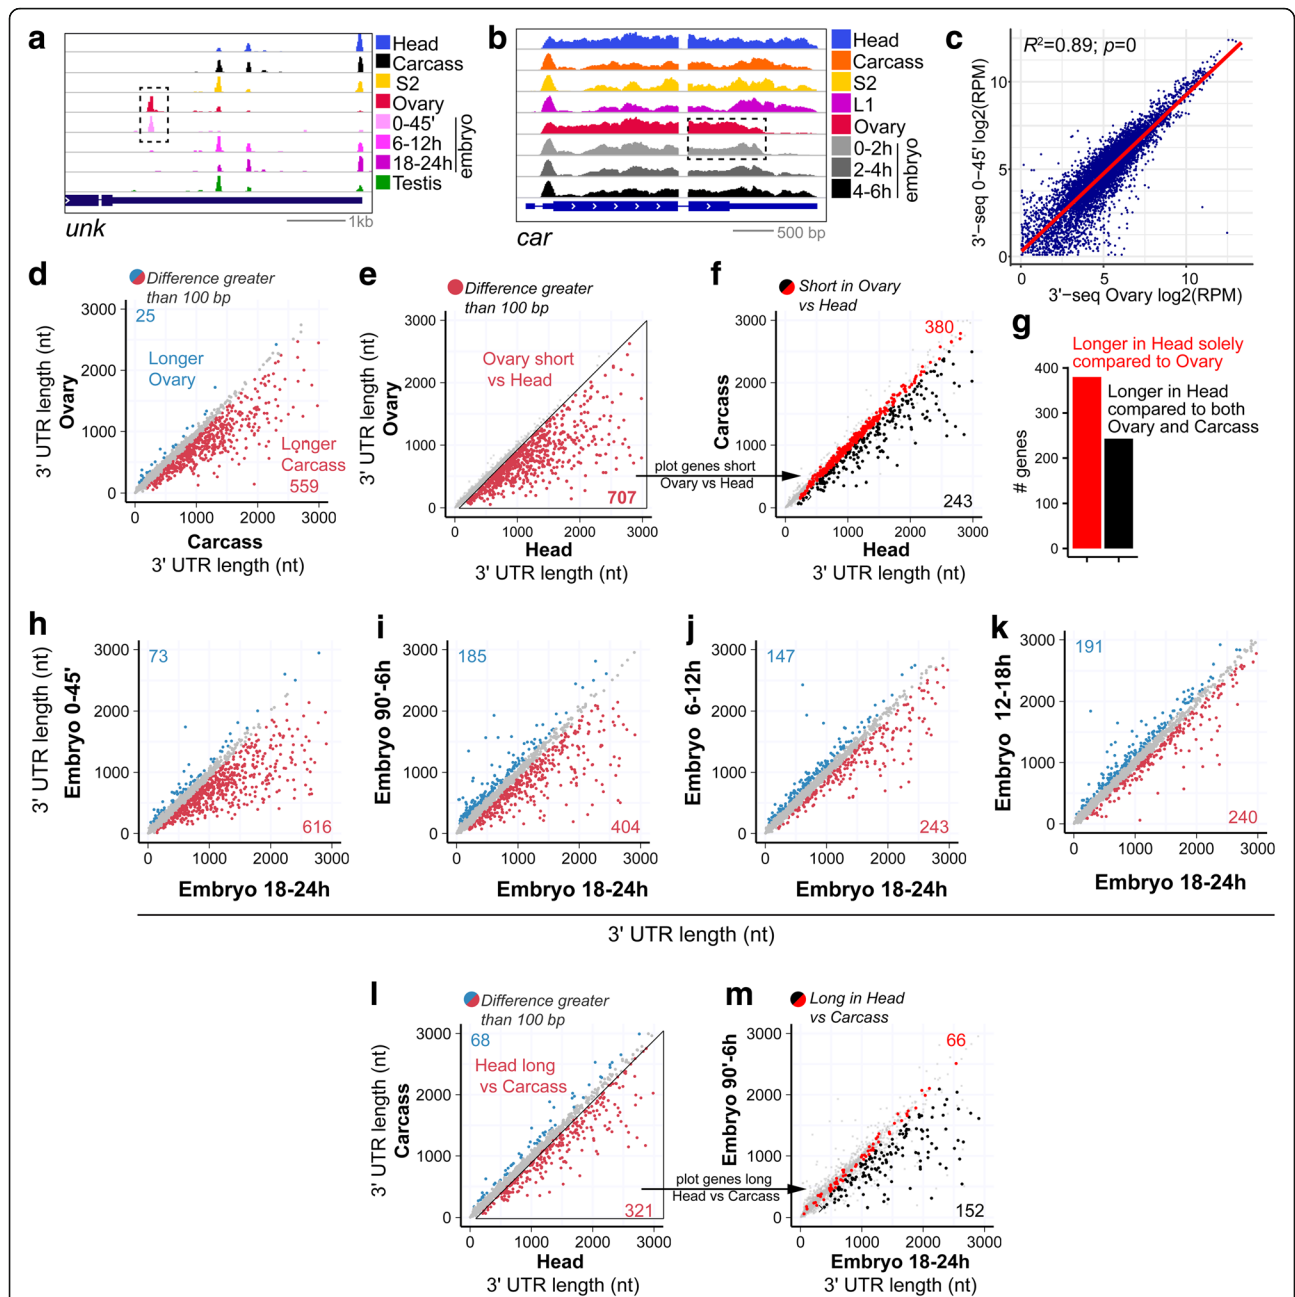 a
Head
Carcass
S2
Ovary
0-45'
6-12h
18-24h
Testis
embryo
1kb
unk
b
Head
Carcass
S2
L1
Ovary
0-2h
2-4h
4-6h
embryo
500 bp
car
c
R²=0.89; p=0
3'−seq 0−45' log2(RPM)
10
5
0
0
5
10
3'−seq Ovary log2(RPM)
d
Difference greater
than 100 bp
3' UTR length (nt)
Ovary
3000
2000
1000
0
25
Longer
Ovary
Longer
Carcass
559
0
1000
2000
3000
Carcass
3' UTR length (nt)
e
Difference greater
than 100 bp
3' UTR length (nt)
Ovary
3000
2000
1000
0
Ovary short
vs Head
707
0
1000
2000
3000
Head
3' UTR length (nt)
plot genes short
Ovary vs Head
f
Short in Ovary
vs Head
Carcass
3000
2000
1000
0
380
243
0
1000
2000
3000
Head
3' UTR length (nt)
g
Longer in Head solely
compared to Ovary
Longer in Head
compared to both
Ovary and Carcass
# genes
400
300
200
100
0
h
3' UTR length (nt)
Embryo 0-45'
3000
2000
1000
0
73
616
0
1000
2000
3000
Embryo 18-24h
i
Embryo 90'-6h
3000
2000
1000
0
185
404
0
1000
2000
3000
Embryo 18-24h
j
Embryo 6-12h
3000
2000
1000
0
147
243
0
1000
2000
3000
Embryo 18-24h
k
Embryo 12-18h
3000
2000
1000
0
191
240
0
1000
2000
3000
Embryo 18-24h
3' UTR length (nt)
l
Difference greater
than 100 bp
3' UTR length (nt)
Carcass
3000
2000
1000
0
68
Head long
vs Carcass
321
0
1000
2000
3000
Head
3' UTR length (nt)
plot genes long
Head vs Carcass
m
Long in Head
vs Carcass
Embryo 90'-6h
3000
2000
1000
0
66
152
0
1000
2000
3000
Embryo 18-24h
3' UTR length (nt)